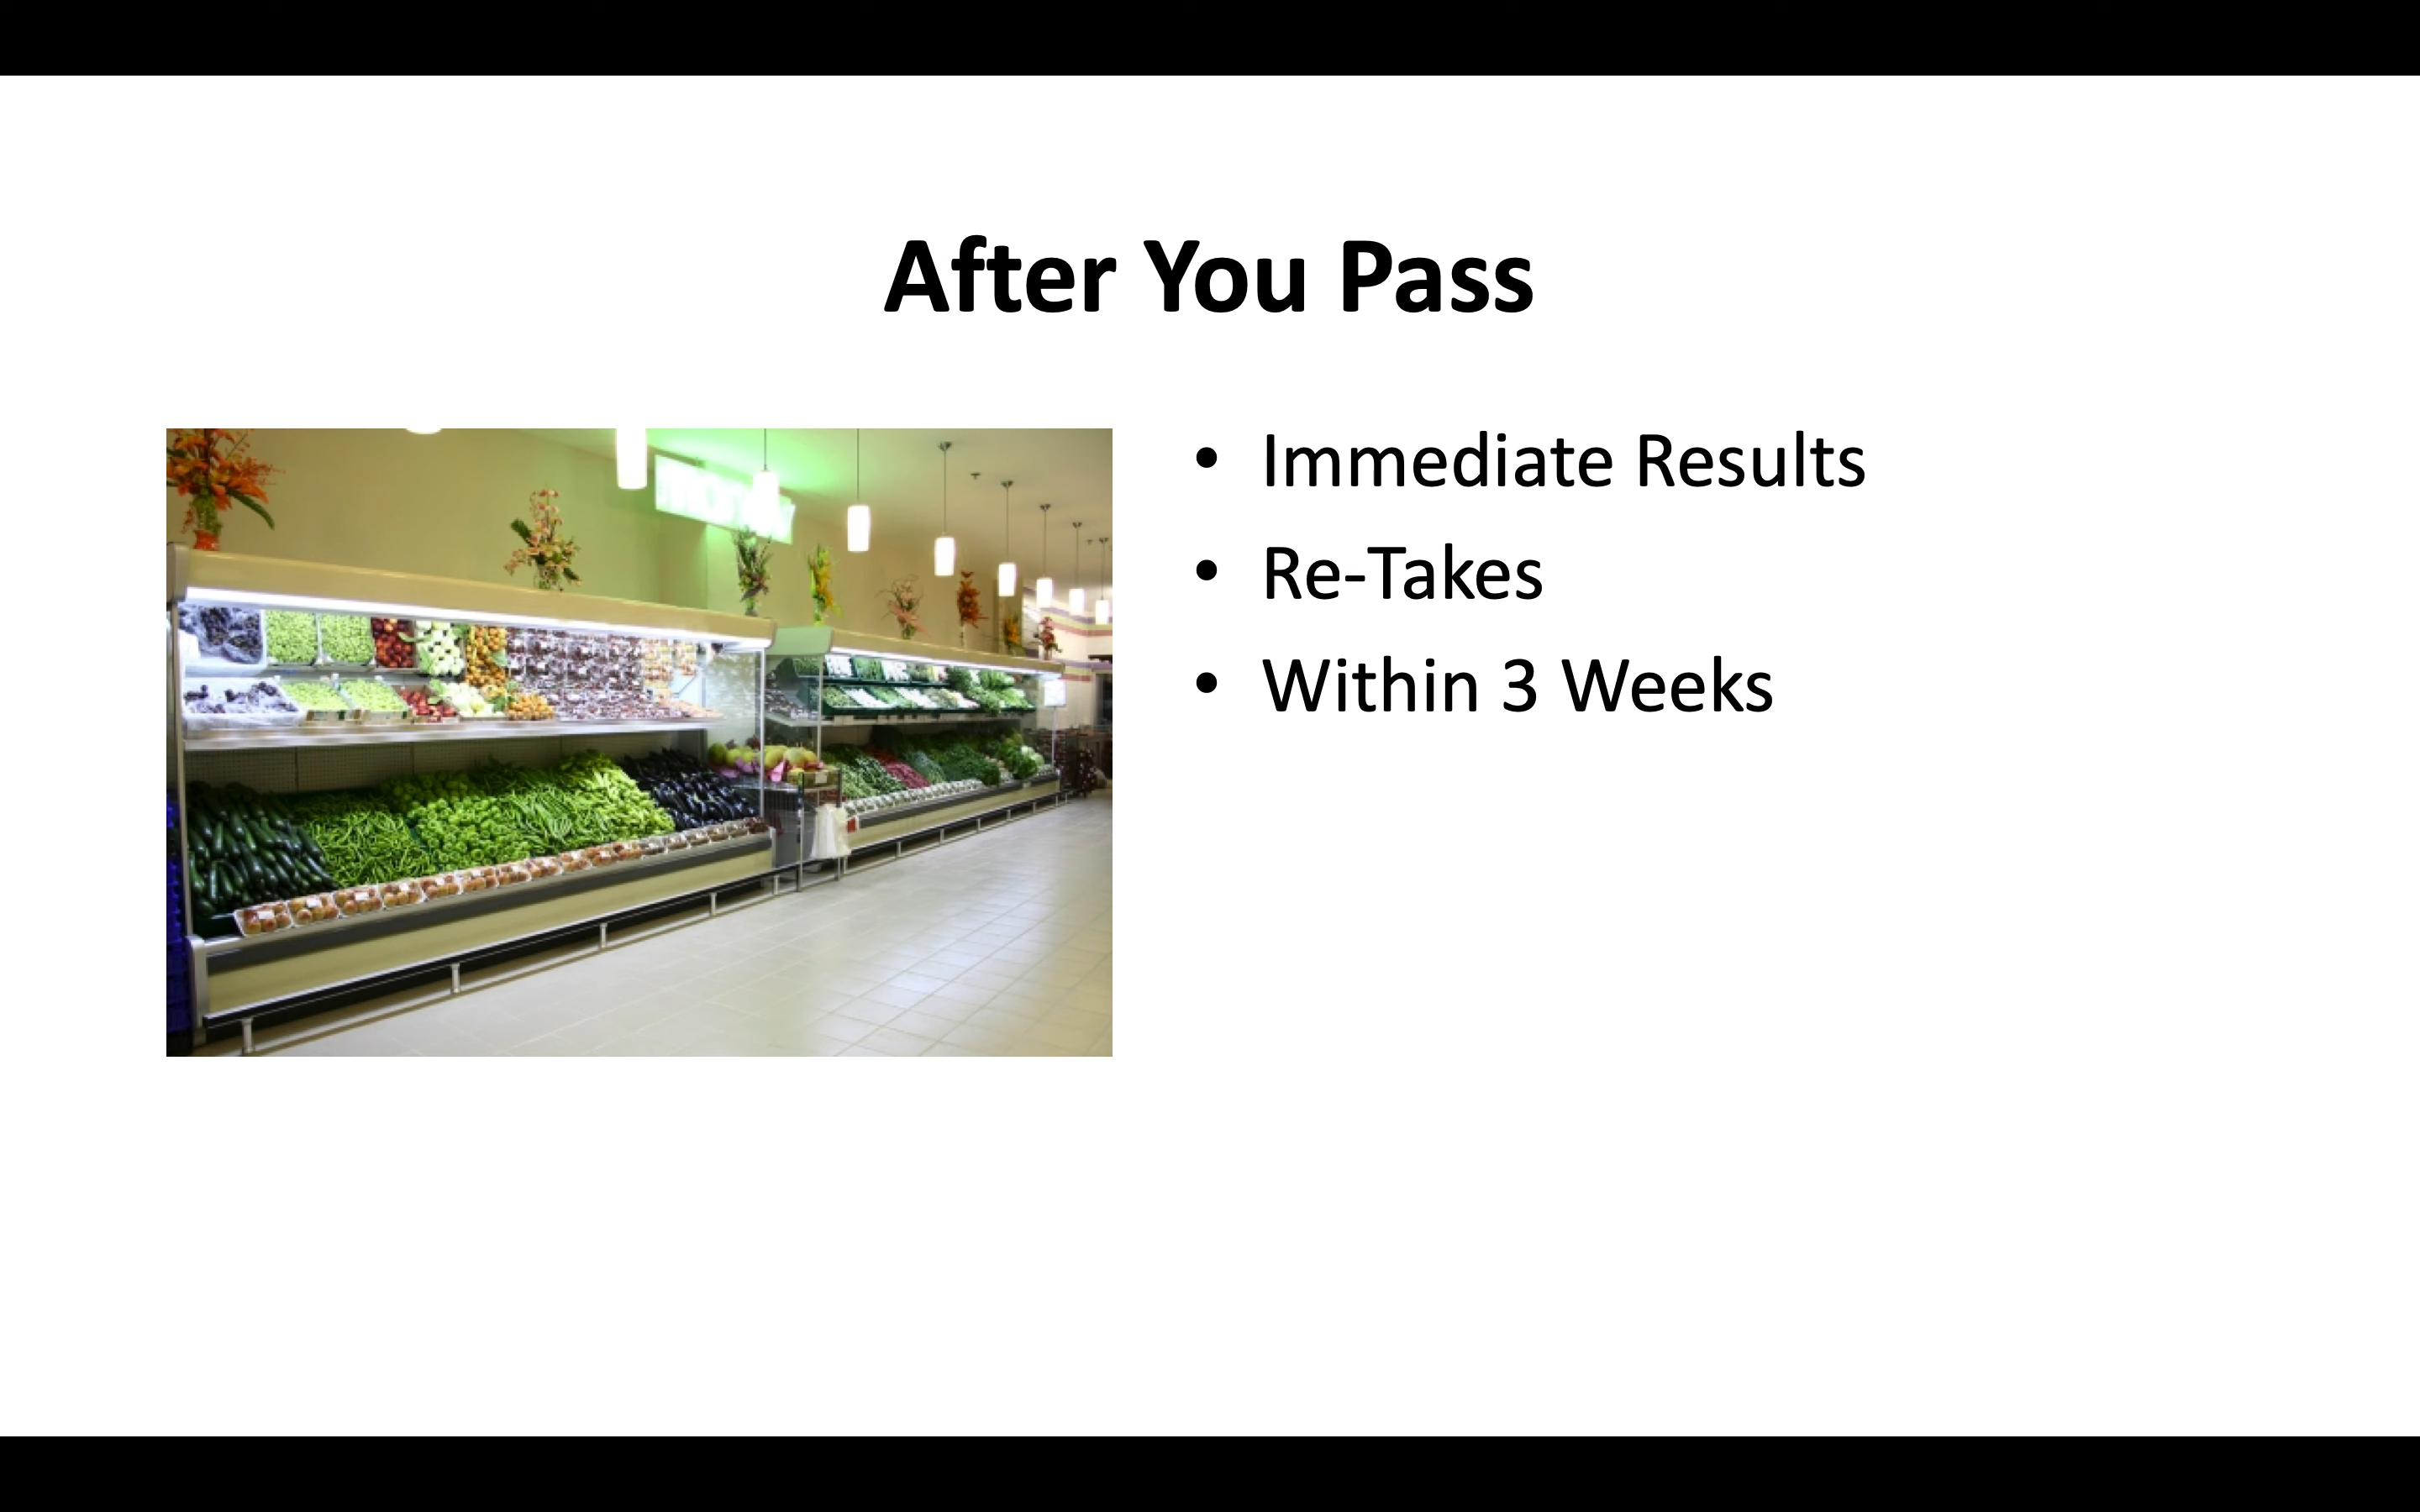 After You Pass
• Immediate Results
• Re-Takes
• Within 3 Weeks